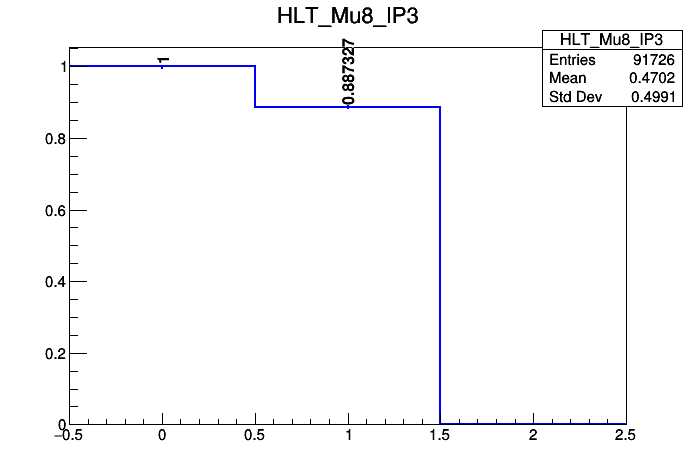 HLT_Mu8_IP3
HLT_Mu8_IP3
Entries 91726
Mean 0.4702
Std Dev 0.4991
1
0.887327
1
0.8
0.6
0.4
0.2
0
−0.5 0 0.5 1 1.5 2 2.5